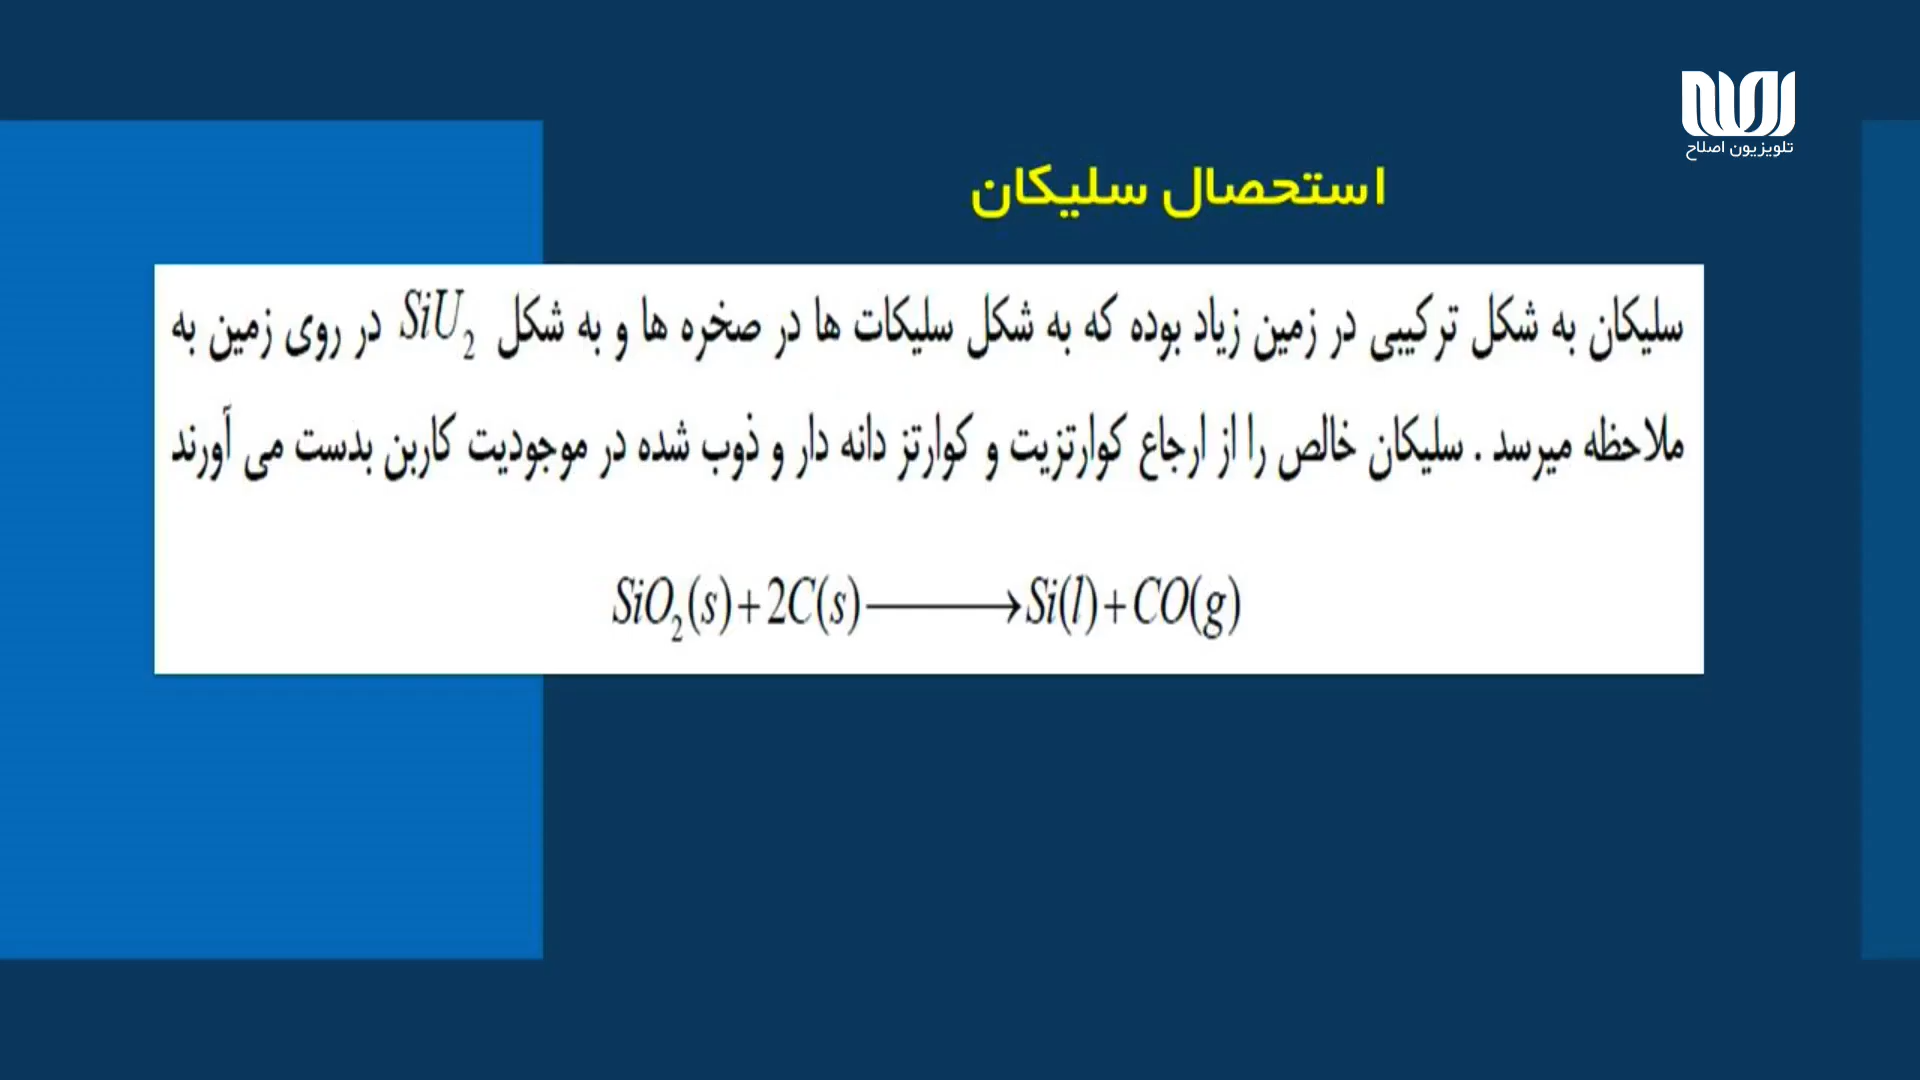 تلویزیون اصلاح
استحصال سلیکان
سلیکان به شکل ترکیبی در زمین زیاد بوده که به شکل سلیکات ها در صخره ها و به شکل SiU₂ در روی زمین به
ملاحظه میرسد . سلیکان خالص را از ارجاع کوارتزیت و کوارتز دانه دار و ذوب شده در موجودیت کاربن بدست می آورند
SiO₂(s)+2C(s)⟶Si(l)+CO(g)